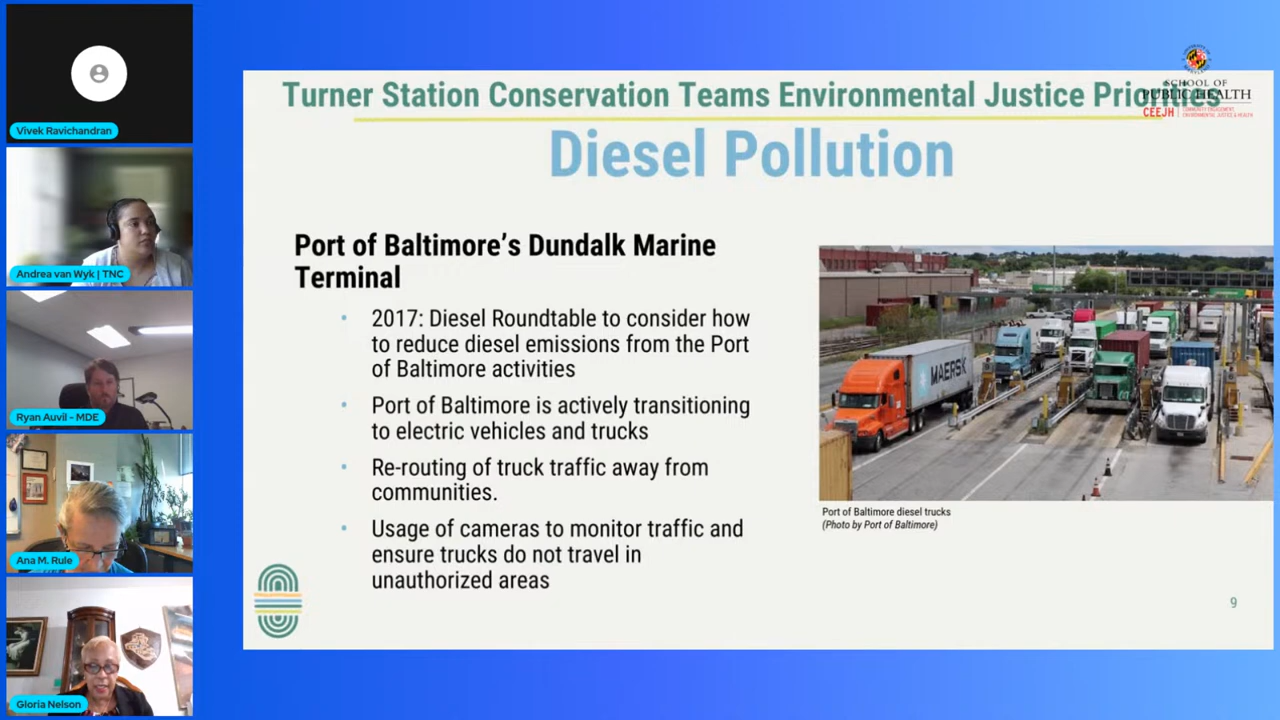 Vivek Ravichandran
Andrea van Wyk | TNC
Ryan Auvil - MDE
Ana M. Rule
Gloria Nelson
Turner Station Conservation Teams Environmental Justice Priorities
SCHOOL OF
PUBLIC HEALTH
CEEJH
Diesel Pollution
Port of Baltimore's Dundalk Marine
Terminal
• 2017: Diesel Roundtable to consider how
to reduce diesel emissions from the Port
of Baltimore activities
• Port of Baltimore is actively transitioning
to electric vehicles and trucks
• Re-routing of truck traffic away from
communities.
• Usage of cameras to monitor traffic and
ensure trucks do not travel in
unauthorized areas
MAERSK
Port of Baltimore diesel trucks
(Photo by Port of Baltimore)
9